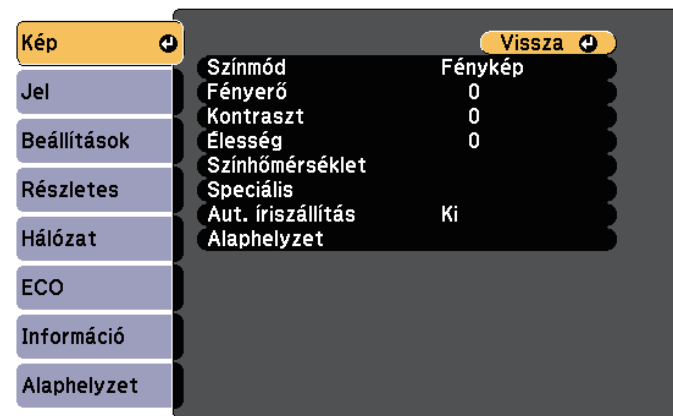 Kép
Jel
Beállítások
Részletes
Hálózat
ECO
Információ
Alaphelyzet
Vissza
Színmód Fénykép
Fényerő 0
Kontraszt 0
Élesség 0
Színhőmérséklet
Speciális
Aut. íriszállítás Ki
Alaphelyzet